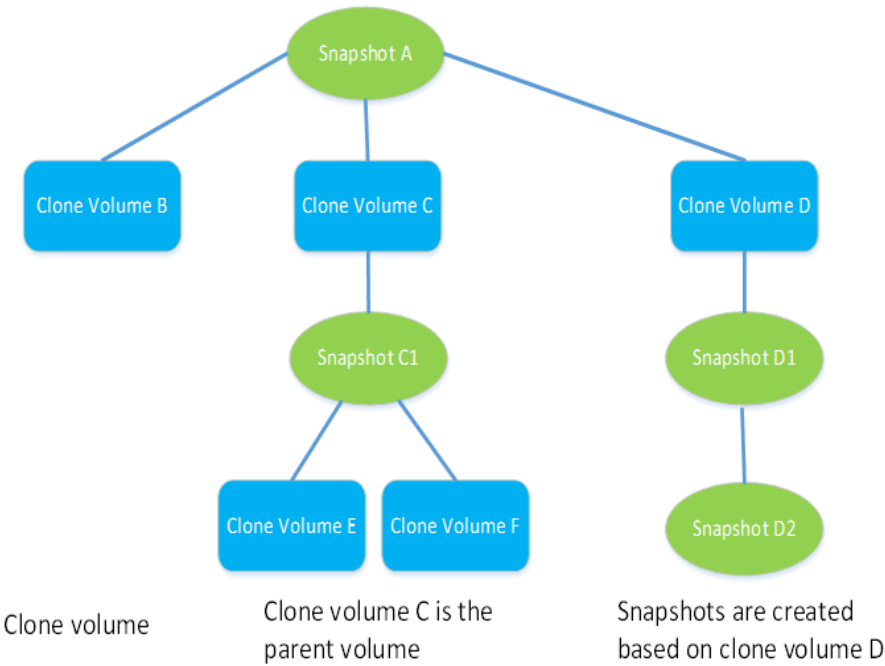 Snapshot A
Clone Volume B
Clone Volume C
Clone Volume D
Snapshot C1
Snapshot D1
Clone Volume E
Clone Volume F
Snapshot D2
Clone volume
Clone volume C is the
parent volume
Snapshots are created
based on clone volume D